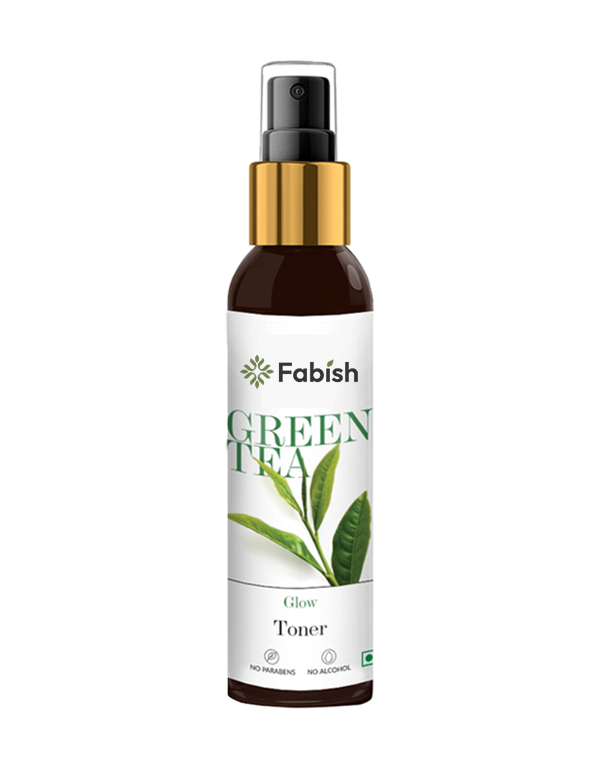 Fabish
GREEN
TEA
Glow
Toner
NO PARABENS NO ALCOHOL